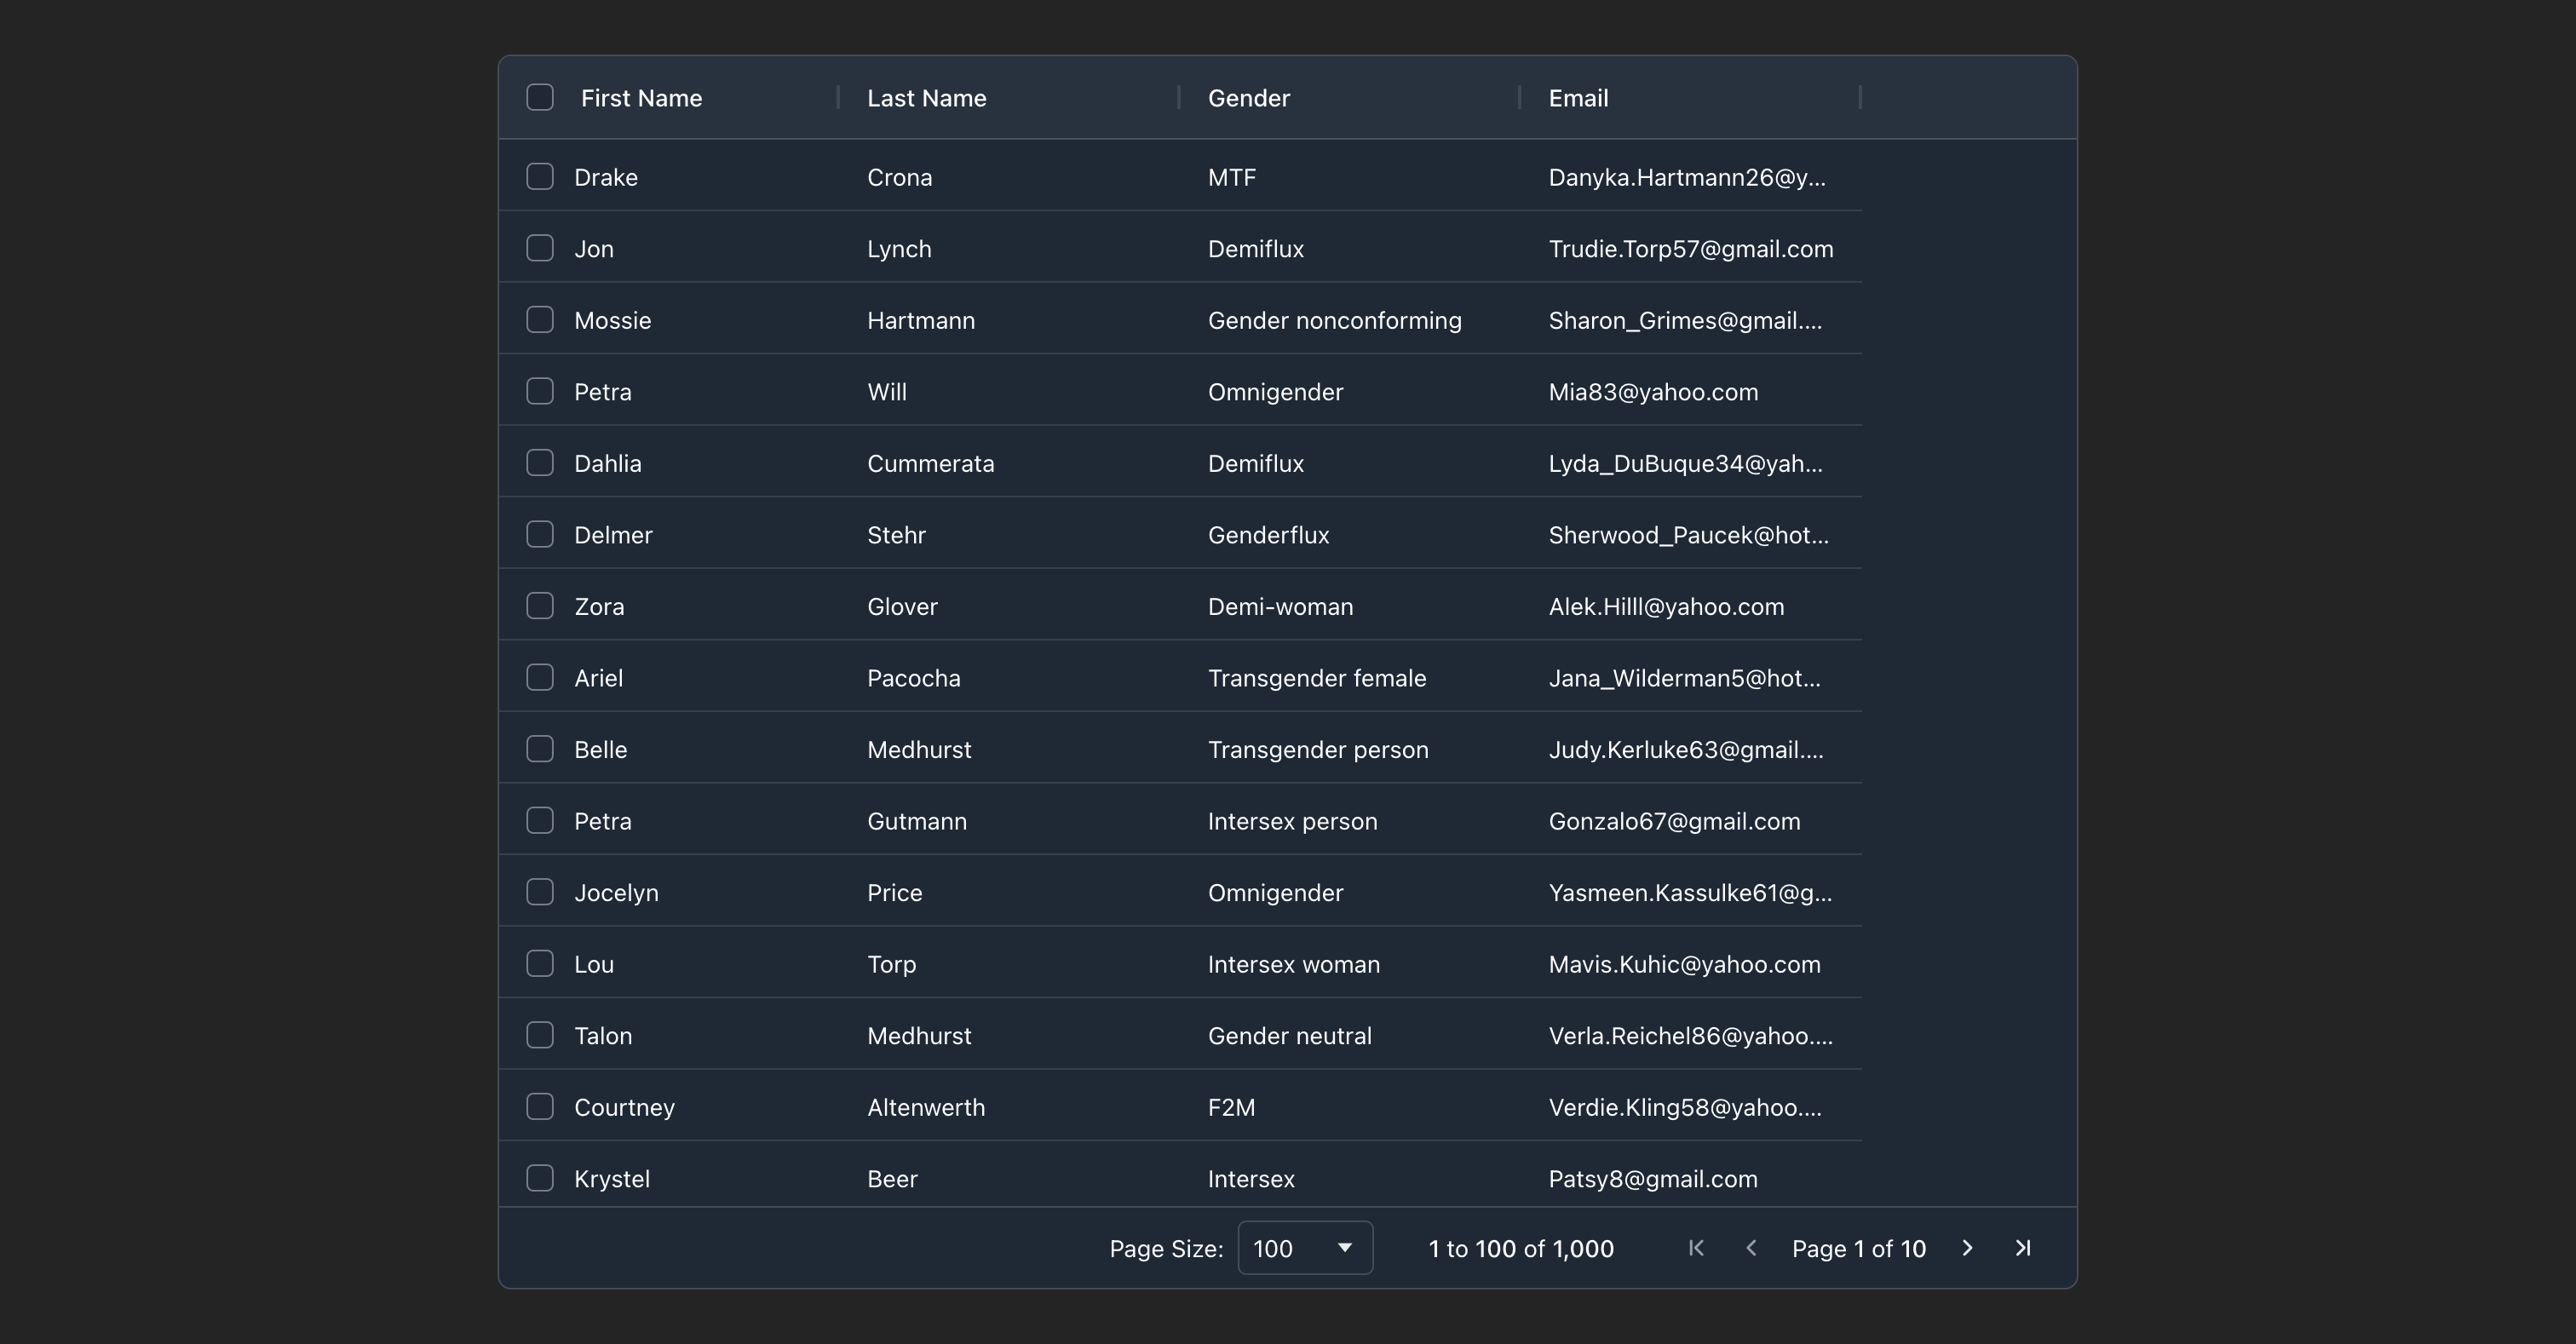 First Name Last Name Gender Email
Drake Crona MTF Danyka.Hartmann26@y...
Jon Lynch Demiflux Trudie.Torp57@gmail.com
Mossie Hartmann Gender nonconforming Sharon_Grimes@gmail....
Petra Will Omnigender Mia83@yahoo.com
Dahlia Cummerata Demiflux Lyda_DuBuque34@yah...
Delmer Stehr Genderflux Sherwood_Paucek@hot...
Zora Glover Demi-woman Alek.Hilll@yahoo.com
Ariel Pacocha Transgender female Jana_Wilderman5@hot...
Belle Medhurst Transgender person Judy.Kerluke63@gmail....
Petra Gutmann Intersex person Gonzalo67@gmail.com
Jocelyn Price Omnigender Yasmeen.Kassulke61@g...
Lou Torp Intersex woman Mavis.Kuhic@yahoo.com
Talon Medhurst Gender neutral Verla.Reichel86@yahoo....
Courtney Altenwerth F2M Verdie.Kling58@yahoo....
Krystel Beer Intersex Patsy8@gmail.com
Page Size: 100 1 to 100 of 1,000 Page 1 of 10